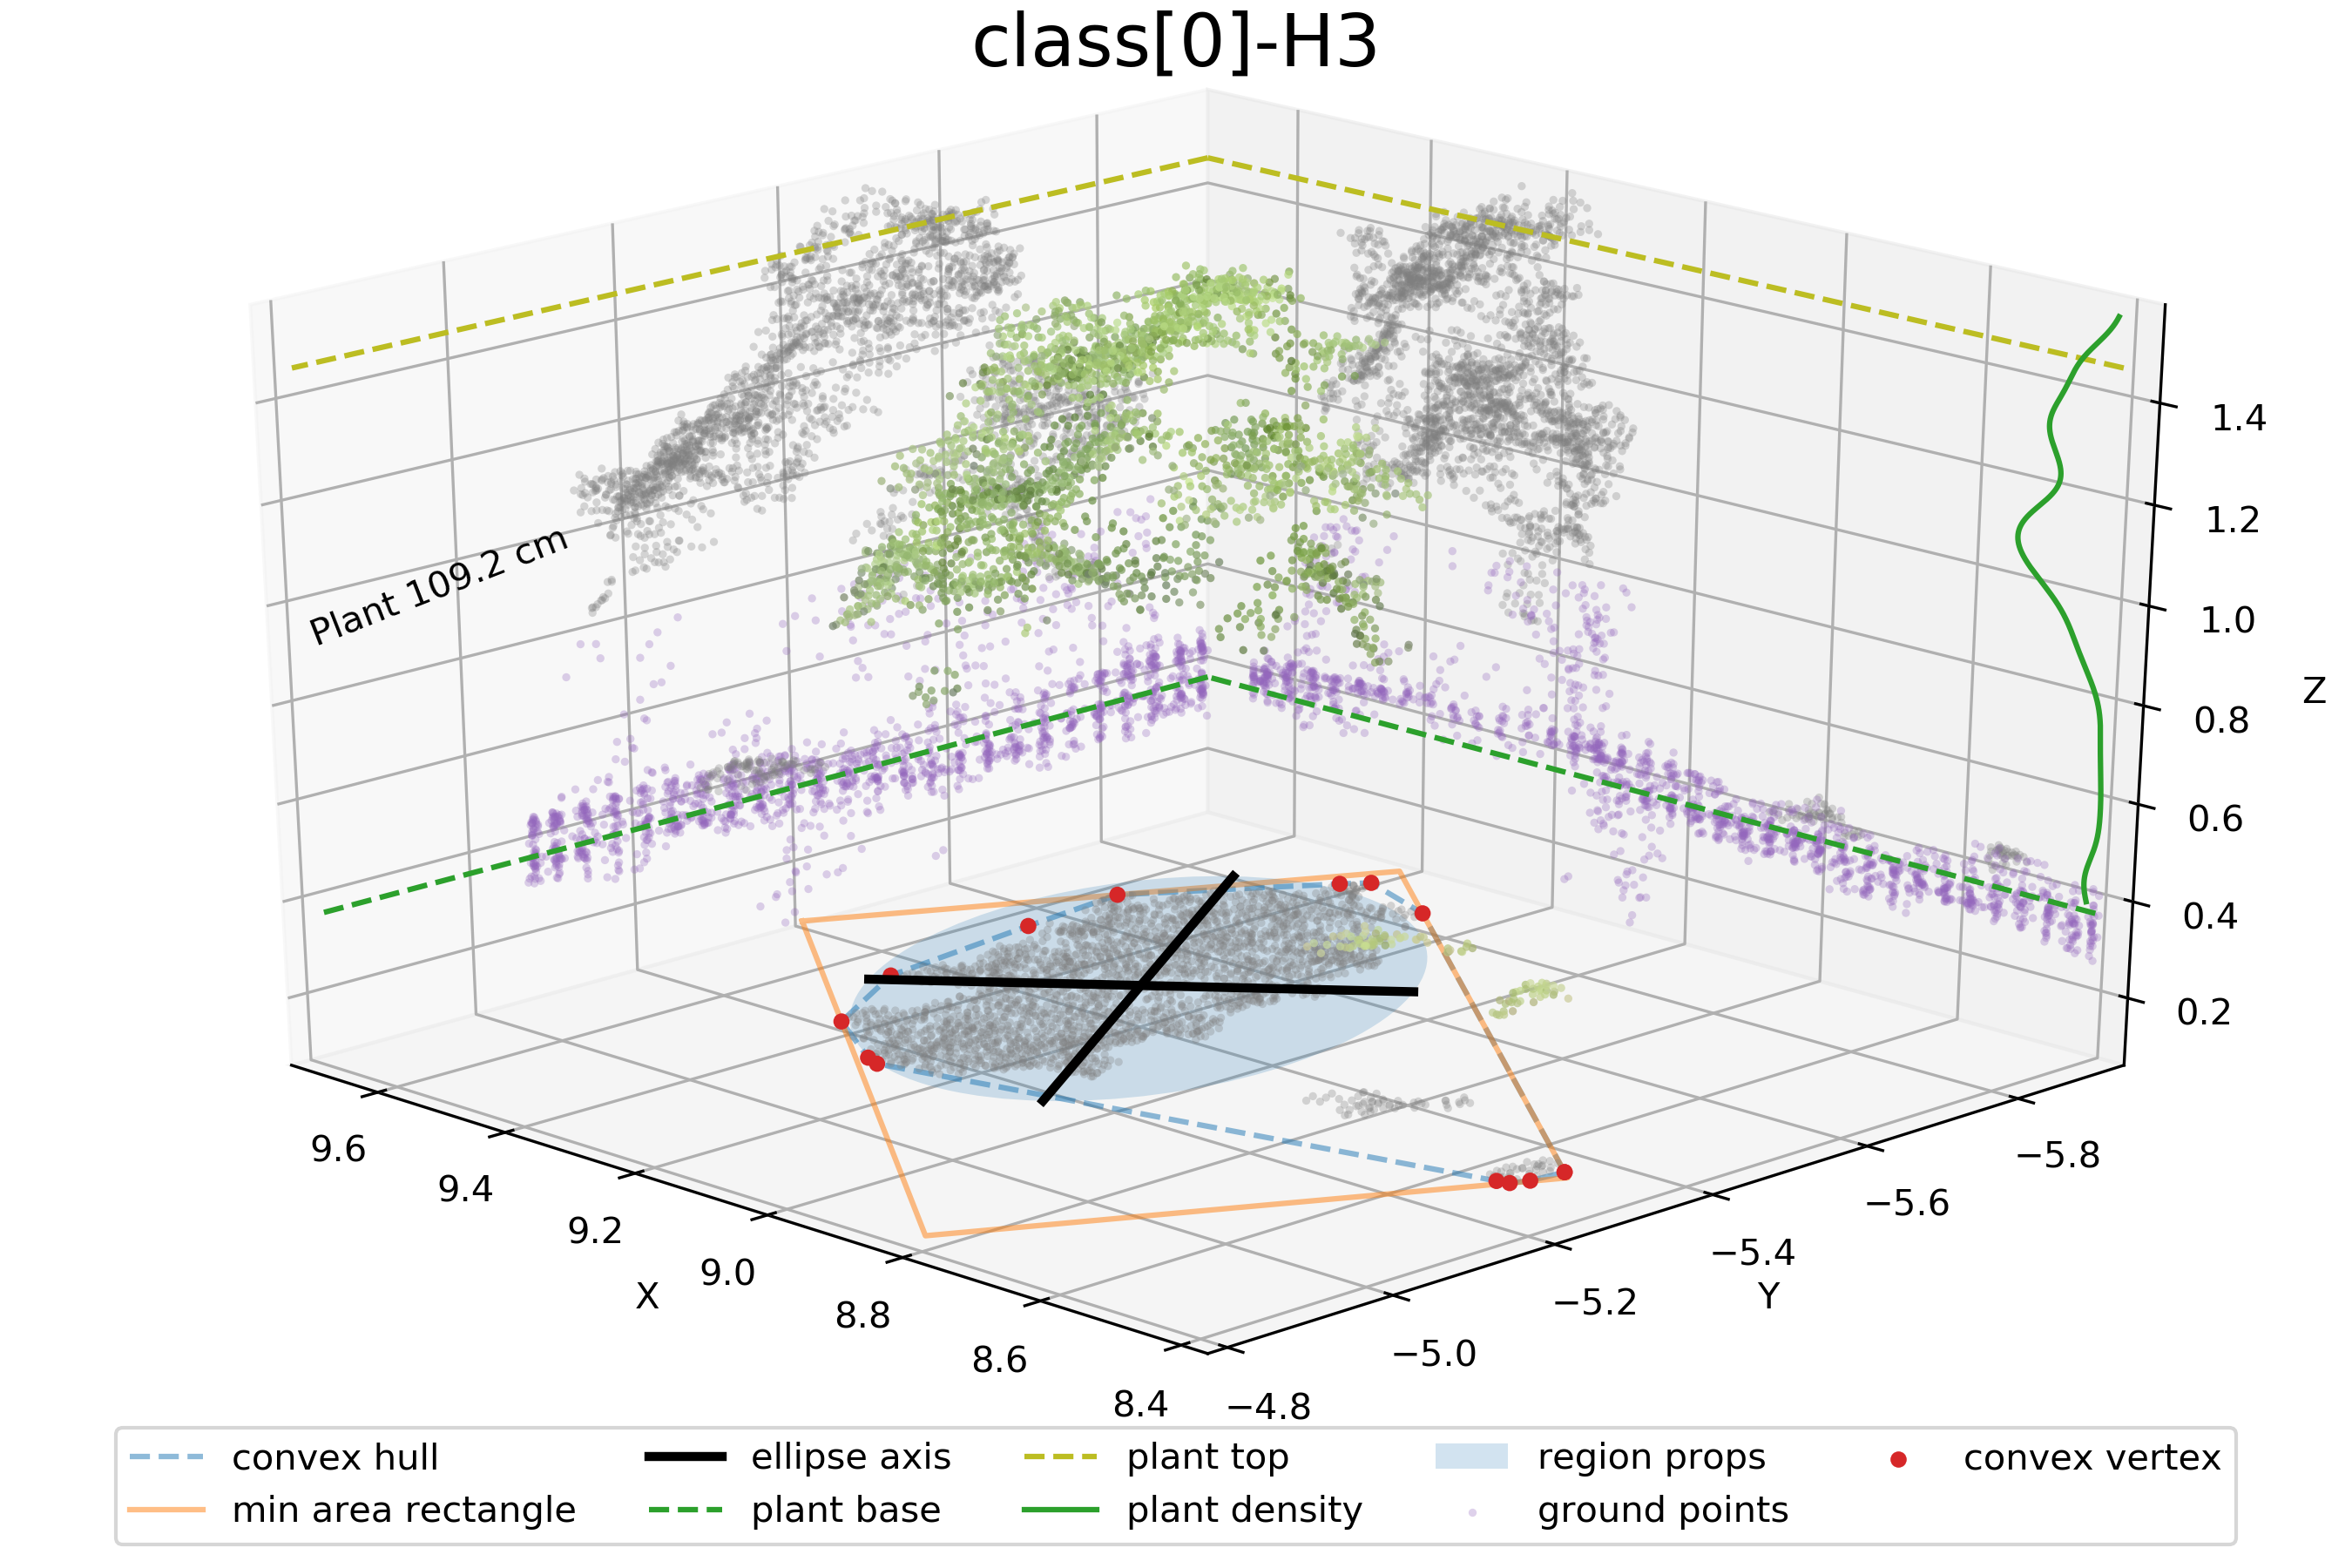 class[0]-H3
Plant 109.2 cm
1.4
1.2
1.0
0.8
0.6
0.4
0.2
Z
9.6
9.4
9.2
9.0
8.8
8.6
8.4
X
−5.8
−5.6
−5.4
−5.2
−5.0
−4.8
Y
convex hull
min area rectangle
ellipse axis
plant base
plant top
plant density
region props
ground points
convex vertex